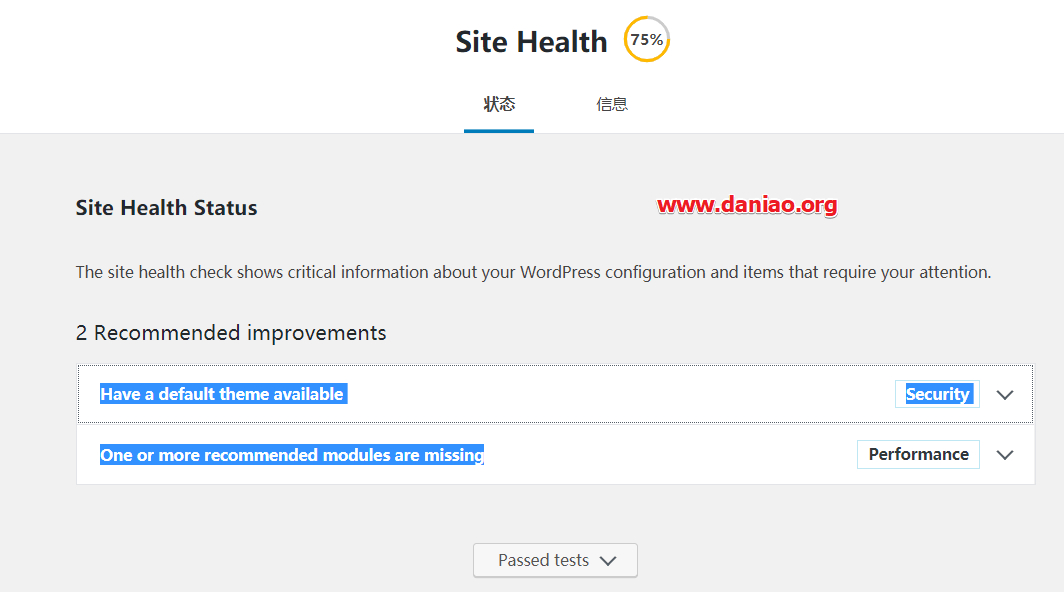 Site Health 75%
状态 信息
Site Health Status
www.daniao.org
The site health check shows critical information about your WordPress configuration and items that require your attention.
2 Recommended improvements
Have a default theme available Security
One or more recommended modules are missing Performance
Passed tests